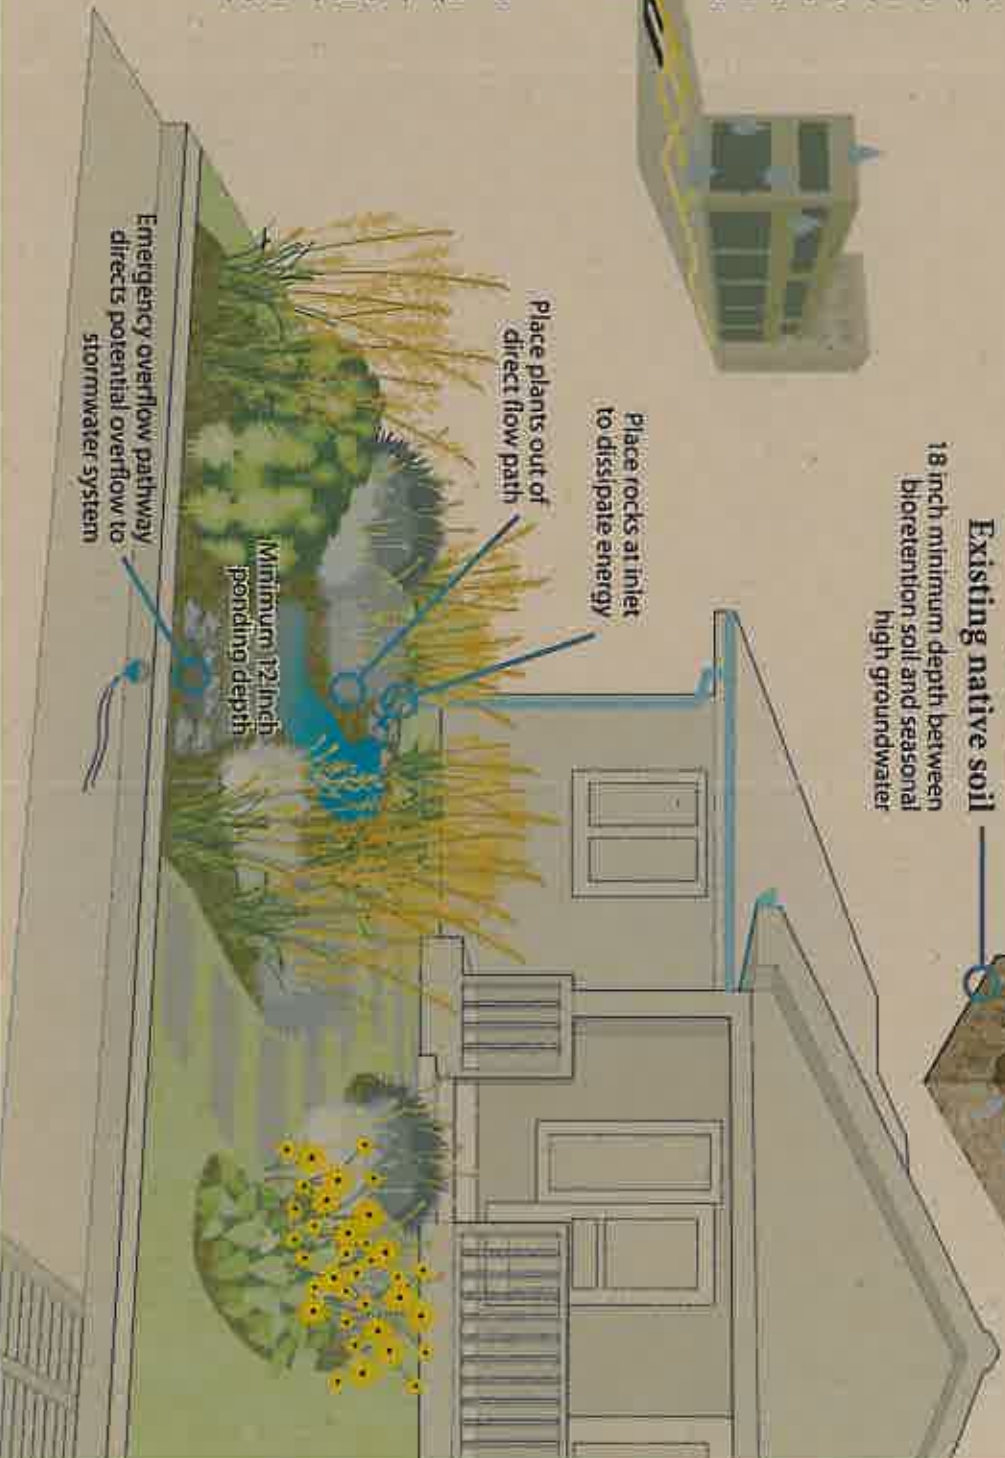 Existing native soil
18 inch minimum depth between
bioretention soil and seasonal
high groundwater
Place rocks at inlet
to dissipate energy
Place plants out of
direct flow path
Minimum 12 inch
ponding depth
Emergency overflow pathway
directs potential overflow to
stormwater system